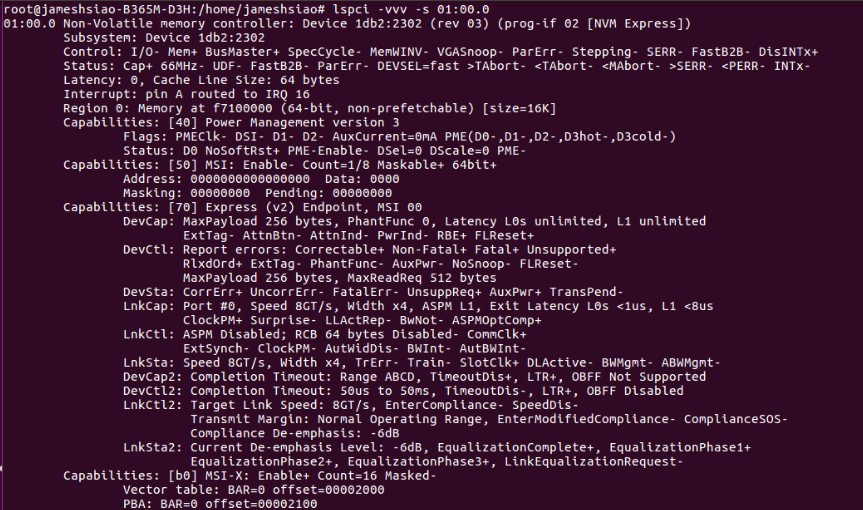 root@jameshsiao-B365M-D3H:/home/jameshsiao# lspci -vvv -s 01:00.0
01:00.0 Non-Volatile memory controller: Device 1db2:2302 (rev 03) (prog-if 02 [NVM Express])
Subsystem: Device 1db2:2302
Control: I/O- Mem+ BusMaster+ SpecCycle- MemWINV- VGASnoop- ParErr- Stepping- SERR- FastB2B- DisINTx+
Status: Cap+ 66MHz- UDF- FastB2B- ParErr- DEVSEL=fast >TAbort- <TAbort- <MAbort- >SERR- <PERR- INTx-
Latency: 0, Cache Line Size: 64 bytes
Interrupt: pin A routed to IRQ 16
Region 0: Memory at f7100000 (64-bit, non-prefetchable) [size=16K]
Capabilities: [40] Power Management version 3
Flags: PMEClk- DSI- D1- D2- AuxCurrent=0mA PME(D0-,D1-,D2-,D3hot-,D3cold-)
Status: D0 NoSoftRst+ PME-Enable- DSel=0 DScale=0 PME-
Capabilities: [50] MSI: Enable- Count=1/8 Maskable+ 64bit+
Address: 0000000000000000  Data: 0000
Masking: 00000000  Pending: 00000000
Capabilities: [70] Express (v2) Endpoint, MSI 00
DevCap: MaxPayload 256 bytes, PhantFunc 0, Latency L0s unlimited, L1 unlimited
ExtTag- AttnBtn- AttnInd- PwrInd- RBE+ FLReset+
DevCtl: Report errors: Correctable+ Non-Fatal+ Fatal+ Unsupported+
RlxdOrd+ ExtTag- PhantFunc- AuxPwr- NoSnoop- FLReset-
MaxPayload 256 bytes, MaxReadReq 512 bytes
DevSta: CorrErr+ UncorrErr- FatalErr- UnsuppReq+ AuxPwr+ TransPend-
LnkCap: Port #0, Speed 8GT/s, Width x4, ASPM L1, Exit Latency L0s <1us, L1 <8us
ClockPM+ Surprise- LLActRep- BwNot- ASPMOptComp+
LnkCtl: ASPM Disabled; RCB 64 bytes Disabled- CommClk+
ExtSynch- ClockPM- AutWidDis- BWInt- AutBWInt-
LnkSta: Speed 8GT/s, Width x4, TrErr- Train- SlotClk+ DLActive- BWMgmt- ABWMgmt-
DevCap2: Completion Timeout: Range ABCD, TimeoutDis+, LTR+, OBFF Not Supported
DevCtl2: Completion Timeout: 50us to 50ms, TimeoutDis-, LTR+, OBFF Disabled
LnkCtl2: Target Link Speed: 8GT/s, EnterCompliance- SpeedDis-
Transmit Margin: Normal Operating Range, EnterModifiedCompliance- ComplianceSOS-
Compliance De-emphasis: -6dB
LnkSta2: Current De-emphasis Level: -6dB, EqualizationComplete+, EqualizationPhase1+
EqualizationPhase2+, EqualizationPhase3+, LinkEqualizationRequest-
Capabilities: [b0] MSI-X: Enable+ Count=16 Masked-
Vector table: BAR=0 offset=00002000
PBA: BAR=0 offset=00002100